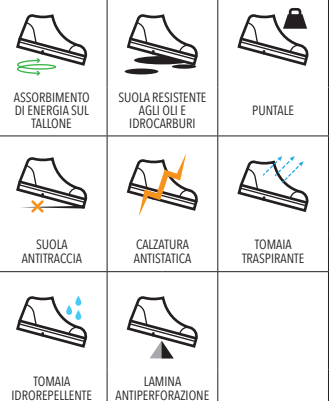 ASSORBIMENTO
DI ENERGIA SUL
TALLONE
SUOLA RESISTENTE
AGLI OLI E
IDROCARBURI
PUNTALE
SUOLA
ANTITRACCIA
CALZATURA
ANTISTATICA
TOMAIA
TRASPIRANTE
TOMAIA
IDROREPELLENTE
LAMINA
ANTIPERFORAZIONE